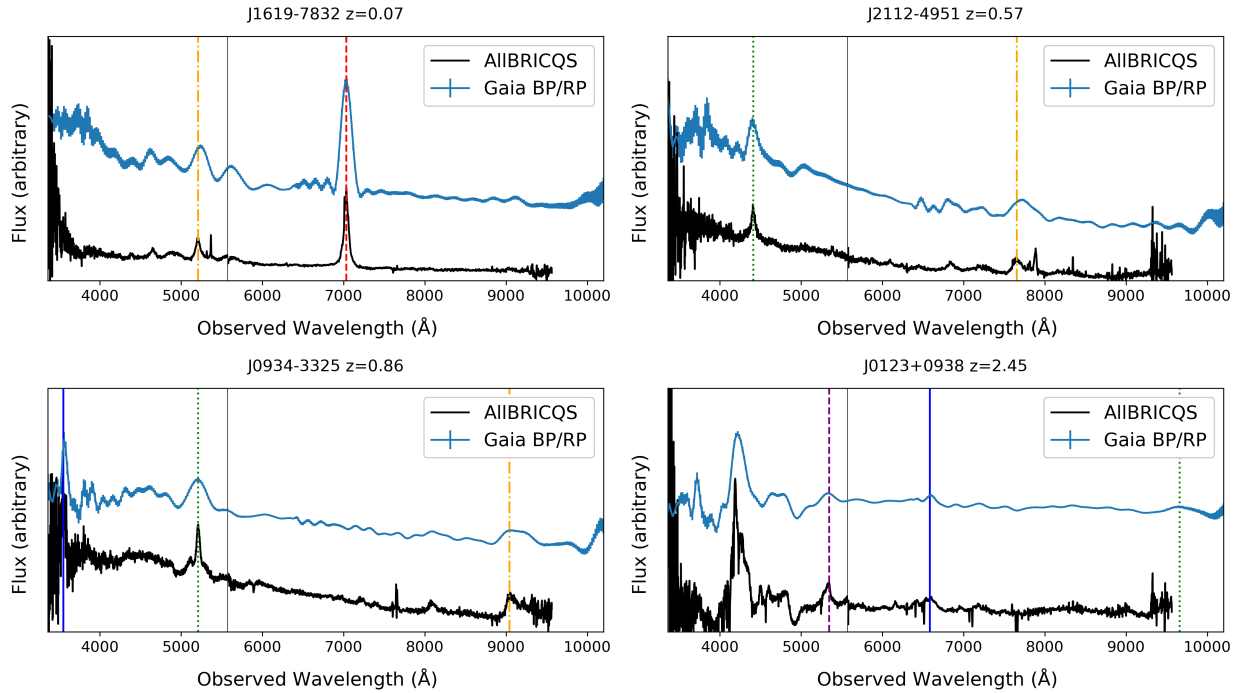 J1619-7832 z=0.07
AllBRICQS
Gaia BP/RP
Flux (arbitrary)
4000 5000 6000 7000 8000 9000 10000
Observed Wavelength (Å)
J2112-4951 z=0.57
AllBRICQS
Gaia BP/RP
Flux (arbitrary)
4000 5000 6000 7000 8000 9000 10000
Observed Wavelength (Å)
J0934-3325 z=0.86
AllBRICQS
Gaia BP/RP
Flux (arbitrary)
4000 5000 6000 7000 8000 9000 10000
Observed Wavelength (Å)
J0123+0938 z=2.45
AllBRICQS
Gaia BP/RP
Flux (arbitrary)
4000 5000 6000 7000 8000 9000 10000
Observed Wavelength (Å)